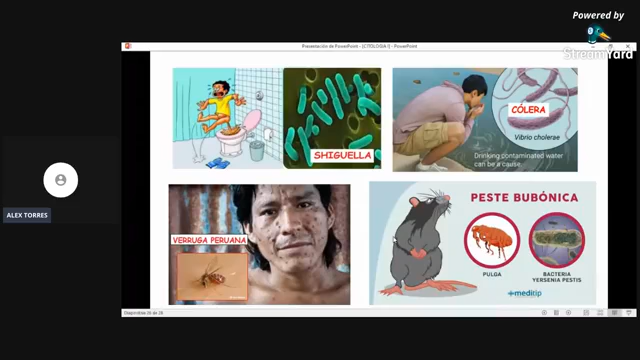 Powered by
StreamYard
Presentación de PowerPoint - [CITOLOGIA I] - PowerPoint
SHIGUELLA
CÓLERA
Vibrio cholerae
Drinking contaminated water
can be a cause
ALEX TORRES
VERRUGA PERUANA
PESTE BUBÓNICA
PULGA
BACTERIA
YERSENIA PESTIS
meditip